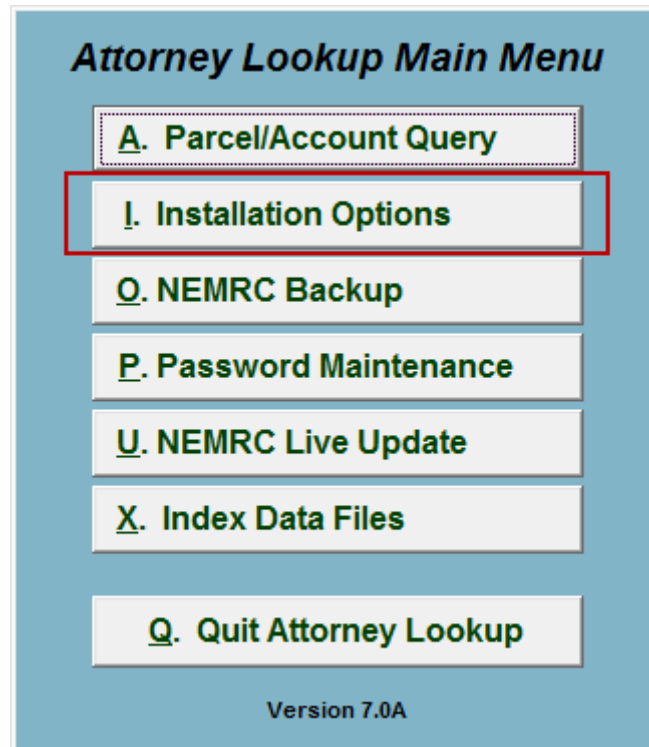 Attorney Lookup Main Menu
A. Parcel/Account Query
I. Installation Options
O. NEMRC Backup
P. Password Maintenance
U. NEMRC Live Update
X. Index Data Files
Q. Quit Attorney Lookup
Version 7.0A